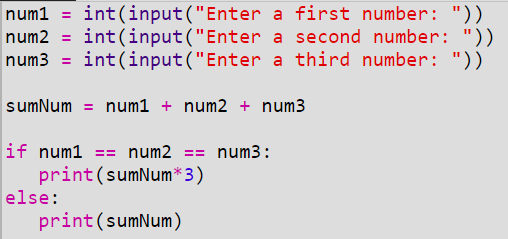 num1 = int(input("Enter a first number: "))
num2 = int(input("Enter a second number: "))
num3 = int(input("Enter a third number: "))

sumNum = num1 + num2 + num3

if num1 == num2 == num3:
   print(sumNum*3)
else:
   print(sumNum)